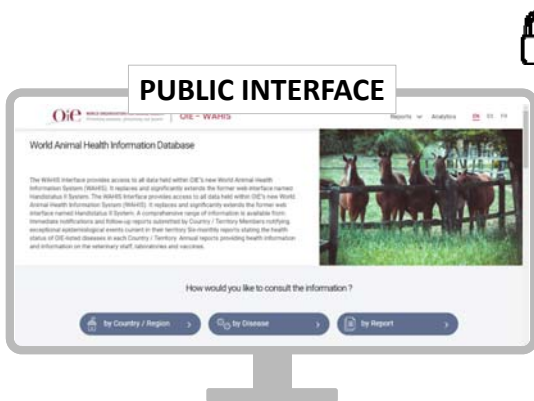 PUBLIC INTERFACE
OiE
OIE - WAHIS
Reports
Analytics
EN ES FR
World Animal Health Information Database
The WAHIS Interface provides access to all data held within OIE's new World Animal Health
Information System (WAHIS). It replaces and significantly extends the former web interface named
Handistatus II System. The WAHIS Interface provides access to all data held within OIE's new World
Animal Health Information System (WAHIS). It replaces and significantly extends the former web
interface named Handistatus II System. A comprehensive range of information is available from:
Immediate notifications and follow-up reports submitted by Country / Territory Members notifying
exceptional epidemiological events current in their territory Six-monthly reports stating the health
status of OIE-listed diseases in each Country / Territory Annual reports providing health information
and information on the veterinary staff, laboratories and vaccines.
How would you like to consult the information ?
by Country / Region
by Disease
by Report